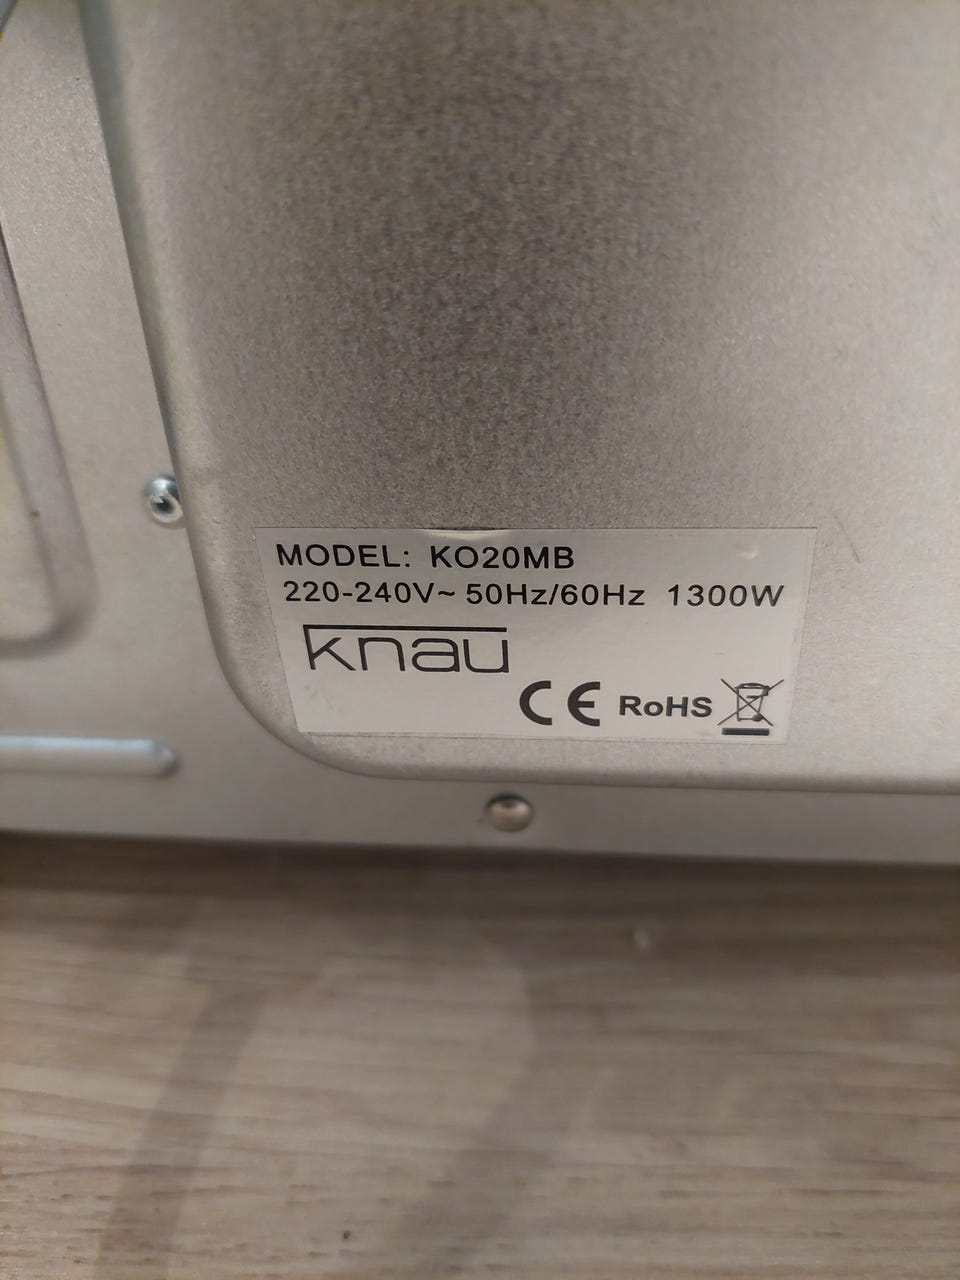 MODEL: KO20MB
220-240V~ 50Hz/60Hz 1300W
knau
CE RoHS